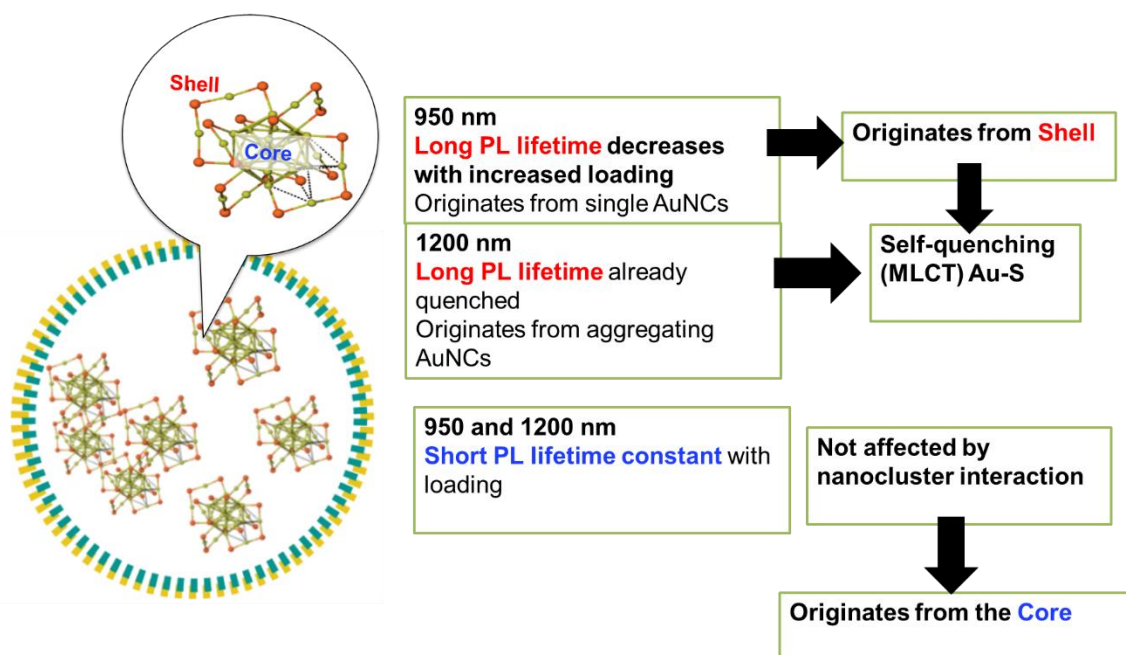 Shell
Core
950 nm
Long PL lifetime decreases
with increased loading
Originates from single AuNCs
1200 nm
Long PL lifetime already
quenched
Originates from aggregating
AuNCs
950 and 1200 nm
Short PL lifetime constant with
loading
Originates from Shell
Self-quenching
(MLCT) Au-S
Not affected by
nanocluster interaction
Originates from the Core